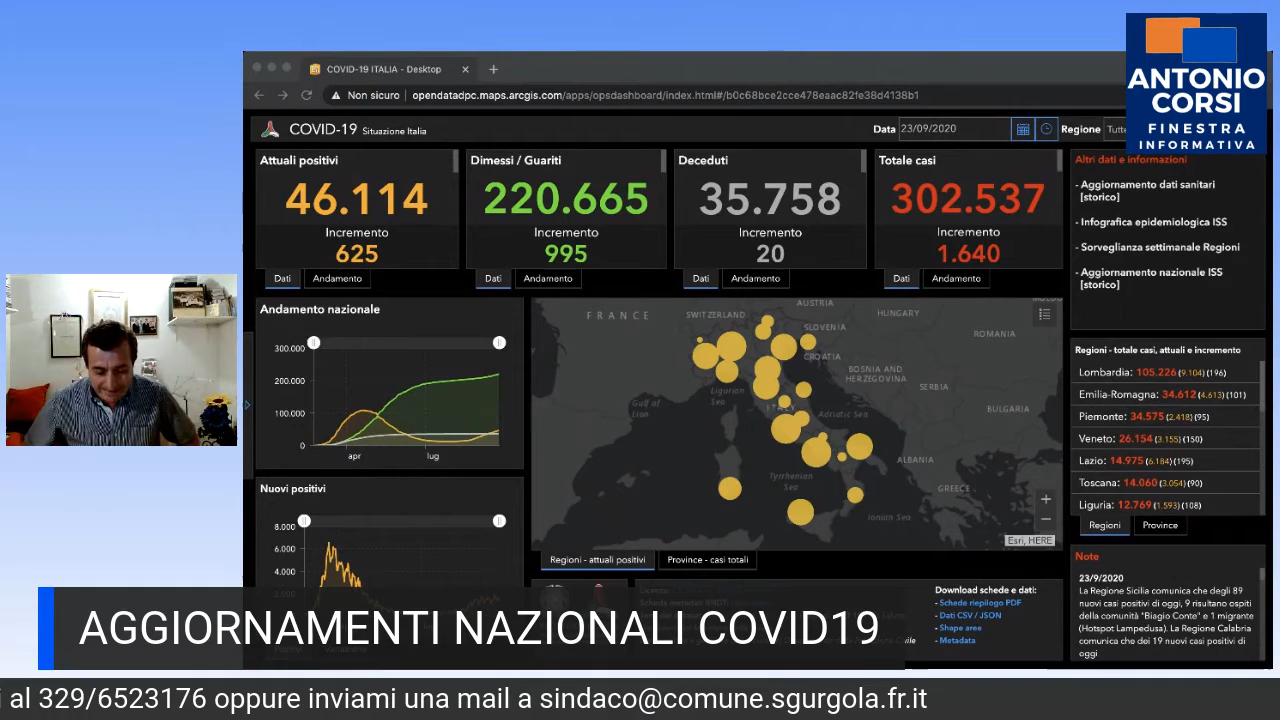 ANTONIO
CORSI
FINESTRA
INFORMATIVA
COVID-19 ITALIA - Desktop
Non sicuro | opendatadpc.maps.arcgis.com/apps/opsdashboard/index.html#/b0c68bce2cce478eaac82fe38d4138b1
COVID-19 Situazione Italia
Data 23/09/2020 Regione Tutte
Attuali positivi
46.114
Incremento
625
Dati Andamento
Dimessi / Guariti
220.665
Incremento
995
Dati Andamento
Deceduti
35.758
Incremento
20
Dati Andamento
Totale casi
302.537
Incremento
1.640
Dati Andamento
Altri dati e informazioni
- Aggiornamento dati sanitari
[storico]
- Infografica epidemiologica ISS
- Sorveglianza settimanale Regioni
- Aggiornamento nazionale ISS
[storico]
Andamento nazionale
300.000
200.000
100.000
0
apr lug
Nuovi positivi
8.000
6.000
4.000
FRANCE
SWITZERLAND
AUSTRIA
HUNGARY
SLOVENIA
ROMANIA
CROATIA
BOSNIA AND
HERZEGOVINA
SERBIA
BULGARIA
Gulf of
Lion
Ligurian
Sea
ITALY
Adriatic Sea
ALBANIA
Tyrrhenian
Sea
GREECE
Ionian Sea
Esri, HERE
Regioni - attuali positivi Province - casi totali
Regioni - totale casi, attuali e incremento
Lombardia: 105.226 (9.104) (196)
Emilia-Romagna: 34.612 (4.613) (101)
Piemonte: 34.575 (2.418) (95)
Veneto: 26.154 (3.155) (150)
Lazio: 14.975 (6.184) (195)
Toscana: 14.060 (3.054) (90)
Liguria: 12.769 (1.593) (108)
Regioni Province
Download schede e dati:
- Schede riepilogo PDF
- Dati CSV / JSON
- Shape aree
- Metadata
Note
23/9/2020
La Regione Sicilia comunica che degli 89
nuovi casi positivi di oggi, 9 risultano ospiti
della comunità "Biagio Conte" e 1 migrante
(Hotspot Lampedusa). La Regione Calabria
comunica che dei 19 nuovi casi positivi di
oggi
AGGIORNAMENTI NAZIONALI COVID19
i al 329/6523176 oppure inviami una mail a sindaco@comune.sgurgola.fr.it